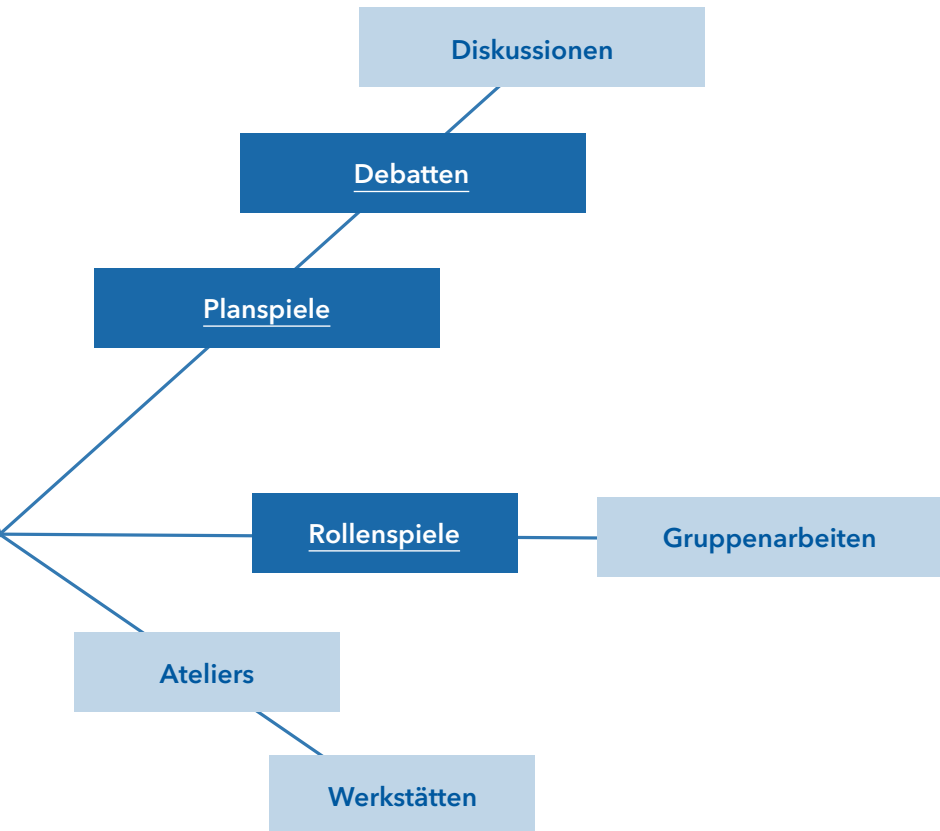 Diskussionen
Debatten
Planspiele
Rollenspiele
Gruppenarbeiten
Ateliers
Werkstätten